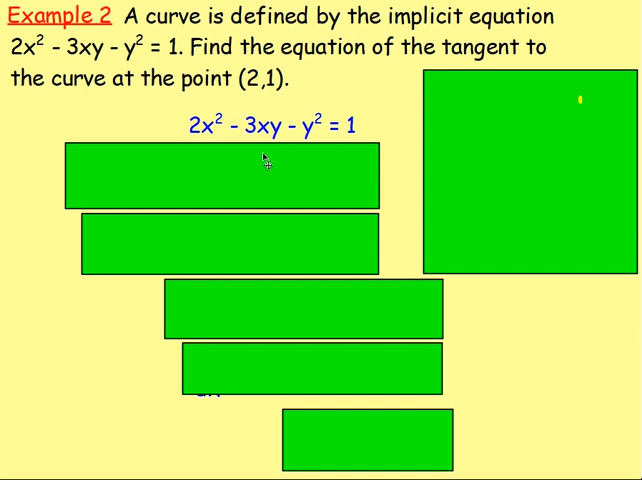 Example 2 A curve is defined by the implicit equation
2x² - 3xy - y² = 1. Find the equation of the tangent to
the curve at the point (2,1).
2x² - 3xy - y² = 1